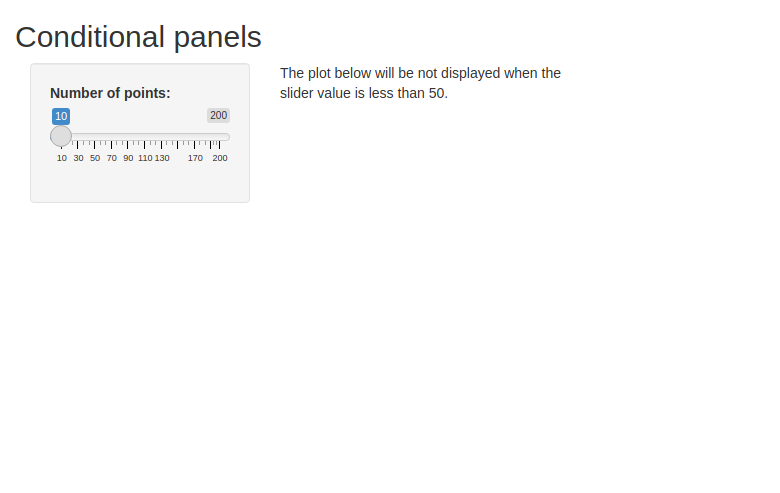 Conditional panels
Number of points:
10 200
10 30 50 70 90 110 130 170 200
The plot below will be not displayed when the
slider value is less than 50.